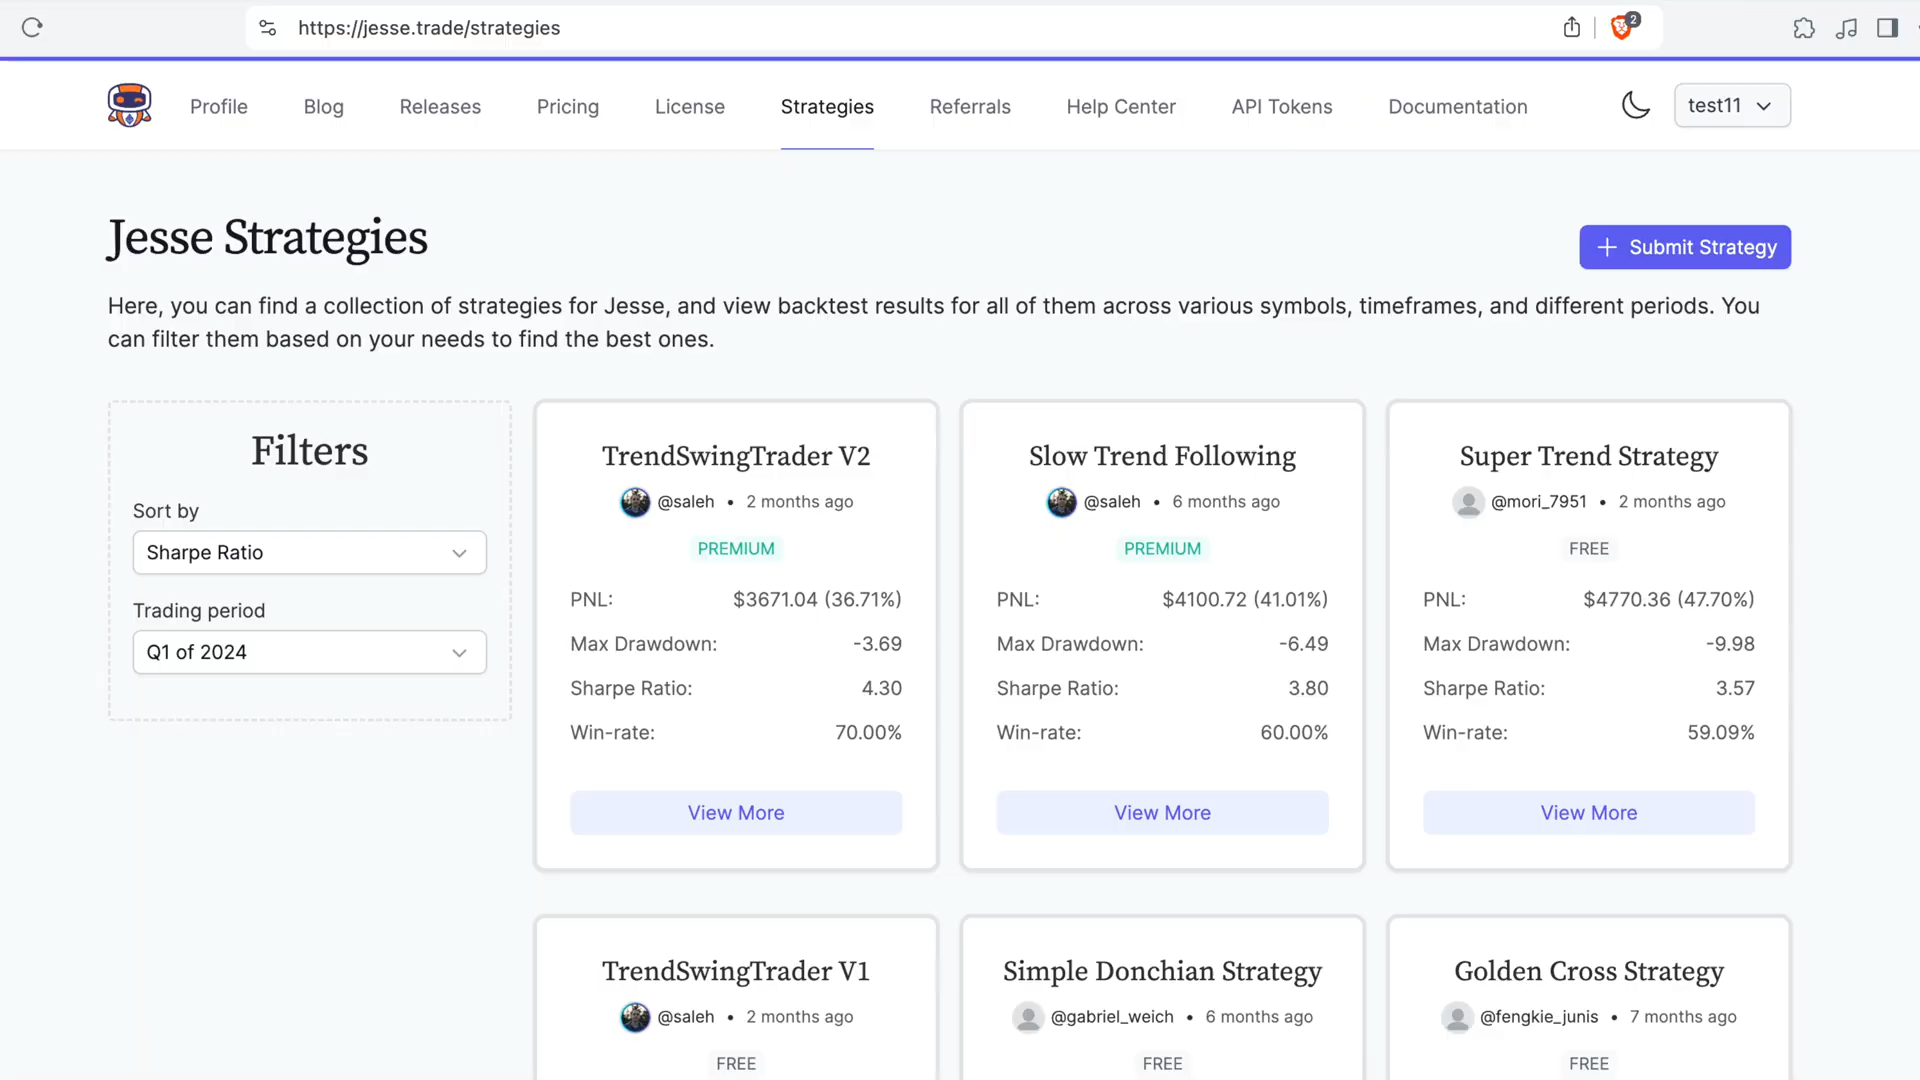 https://jesse.trade/strategies
2
Profile Blog Releases Pricing License Strategies Referrals Help Center API Tokens Documentation test11
Jesse Strategies
+ Submit Strategy
Here, you can find a collection of strategies for Jesse, and view backtest results for all of them across various symbols, timeframes, and different periods. You
can filter them based on your needs to find the best ones.
Filters
Sort by
Sharpe Ratio
Trading period
Q1 of 2024
TrendSwingTrader V2
@saleh • 2 months ago
PREMIUM
PNL: $3671.04 (36.71%)
Max Drawdown: -3.69
Sharpe Ratio: 4.30
Win-rate: 70.00%
View More
Slow Trend Following
@saleh • 6 months ago
PREMIUM
PNL: $4100.72 (41.01%)
Max Drawdown: -6.49
Sharpe Ratio: 3.80
Win-rate: 60.00%
View More
Super Trend Strategy
@mori_7951 • 2 months ago
FREE
PNL: $4770.36 (47.70%)
Max Drawdown: -9.98
Sharpe Ratio: 3.57
Win-rate: 59.09%
View More
TrendSwingTrader V1
@saleh • 2 months ago
FREE
Simple Donchian Strategy
@gabriel_weich • 6 months ago
FREE
Golden Cross Strategy
@fengkie_junis • 7 months ago
FREE